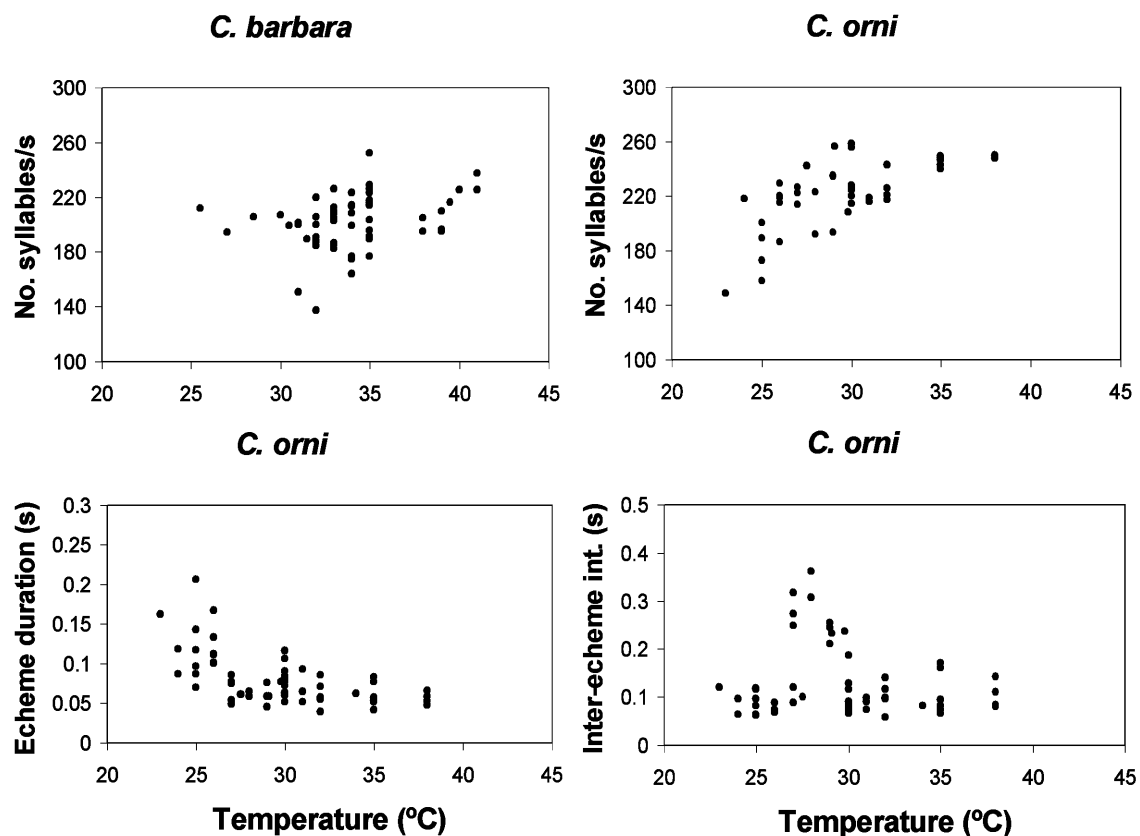 C. barbara
No. syllables/s
300
260
220
180
140
100
20 25 30 35 40 45
C. orni
No. syllables/s
300
260
220
180
140
100
20 25 30 35 40 45
C. orni
Echeme duration (s)
0.3
0.25
0.2
0.15
0.1
0.05
0
20 25 30 35 40 45
Temperature (ºC)
C. orni
Inter-echeme int. (s)
0.5
0.4
0.3
0.2
0.1
0
20 25 30 35 40 45
Temperature (ºC)